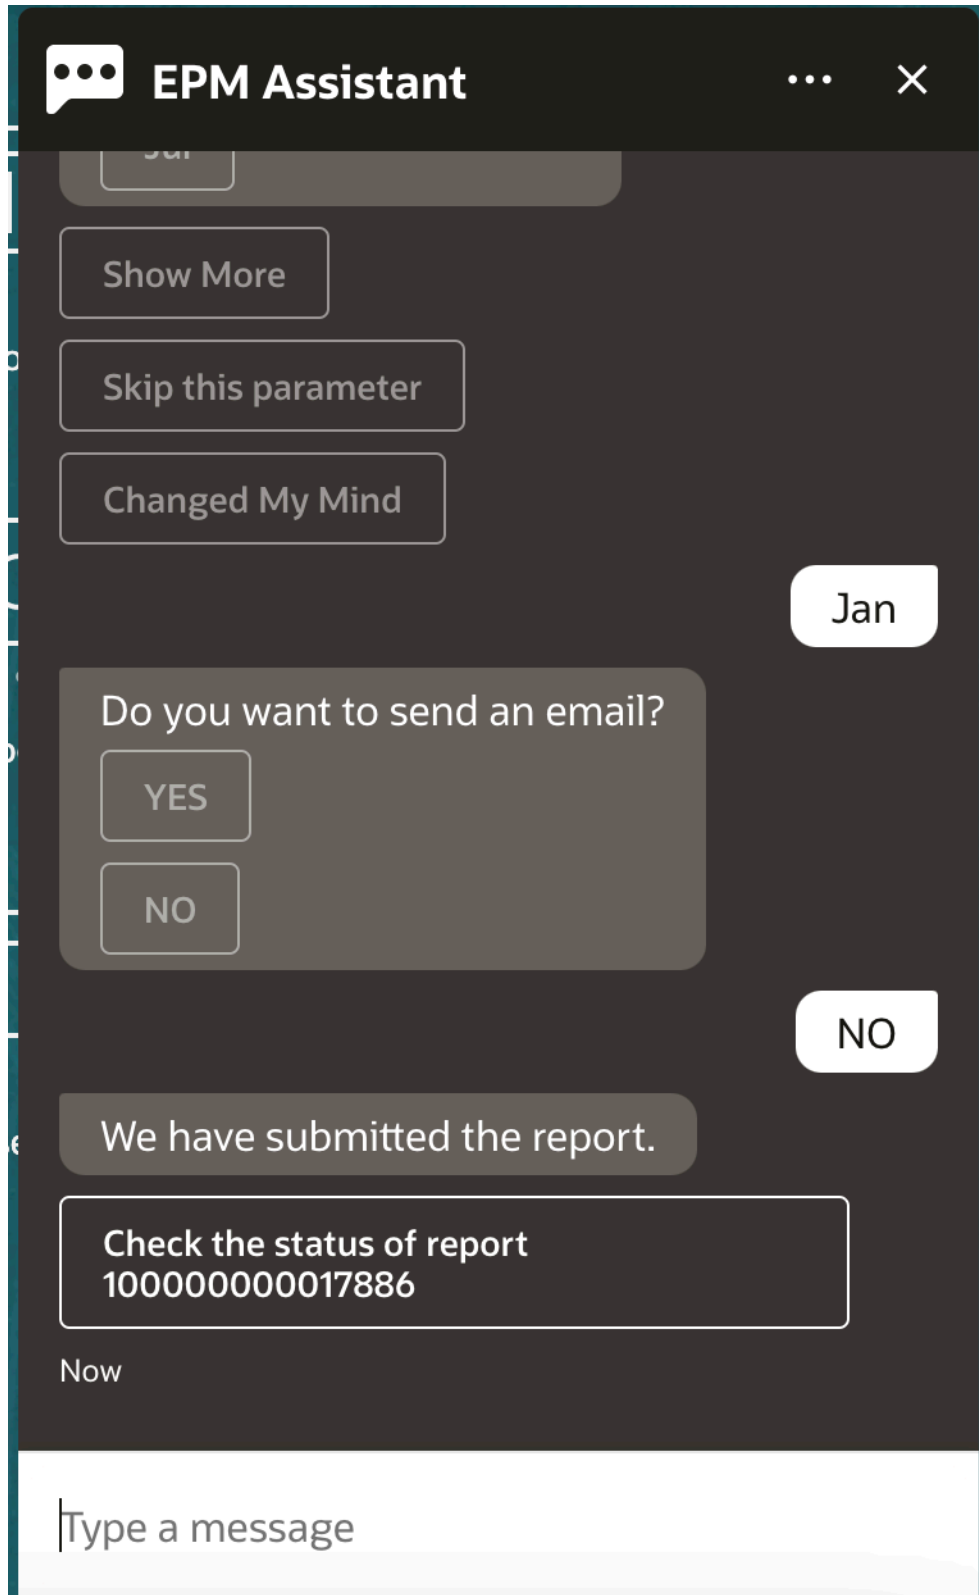 EPM Assistant
Show More
Skip this parameter
Changed My Mind
Jan
Do you want to send an email?
YES
NO
NO
We have submitted the report.
Check the status of report
100000000017886
Now
Type a message